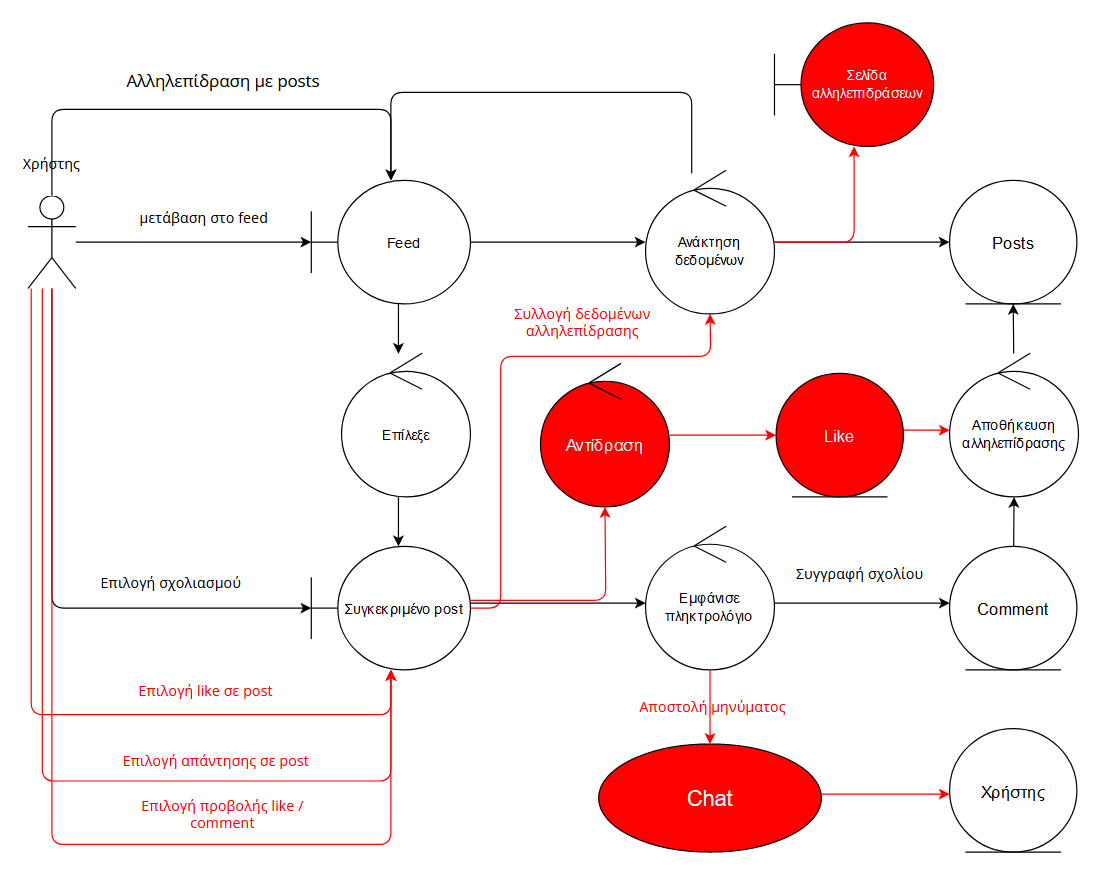 Αλληλεπίδραση με posts
Σελίδα
αλληλεπιδράσεων
Χρήστης
μετάβαση στο feed
Feed
Ανάκτηση
δεδομένων
Posts
Συλλογή δεδομένων
αλληλεπίδρασης
Επίλεξε
Αντίδραση
Like
Αποθήκευση
αλληλεπίδρασης
Επιλογή σχολιασμού
Συγκεκριμένο post
Εμφάνισε
πληκτρολόγιο
Συγγραφή σχολίου
Comment
Επιλογή like σε post
Αποστολή μηνύματος
Επιλογή απάντησης σε post
Επιλογή προβολής like /
comment
Chat
Χρήστης